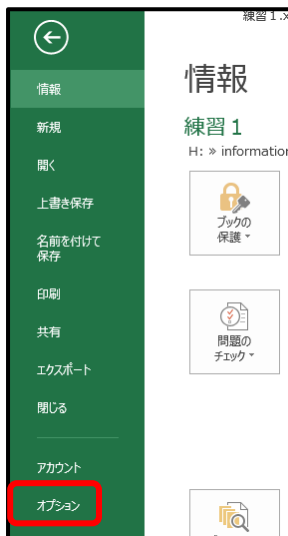 練習１.x
情報
情報
新規
練習 1
H: » information
開く
上書き保存
ブックの
保護
名前を付けて
保存
印刷
共有
問題の
チェック
エクスポート
閉じる
アカウント
オプション